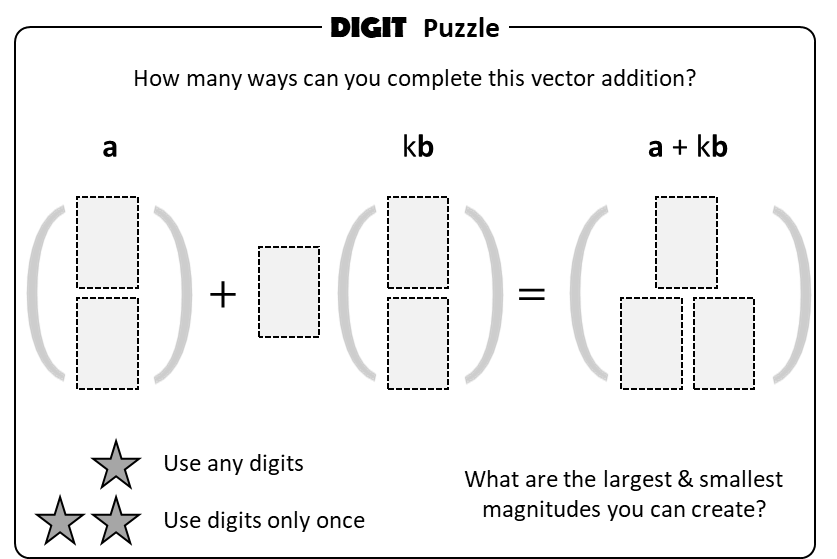 DIGIT Puzzle
How many ways can you complete this vector addition?
a kb a + kb
+ =
Use any digits
Use digits only once
What are the largest & smallest
magnitudes you can create?